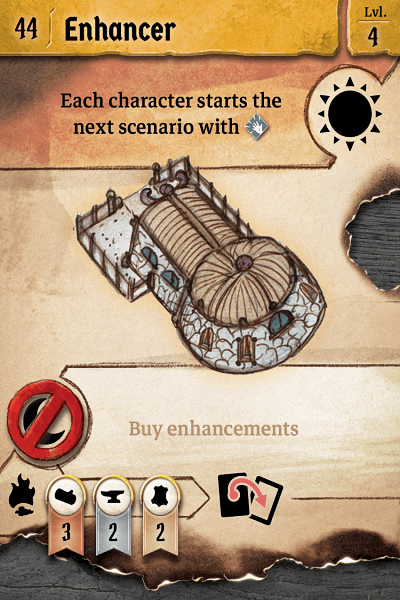 44 Enhancer
Lvl.
4
Each character starts the
next scenario with
Buy enhancements
3 2 2